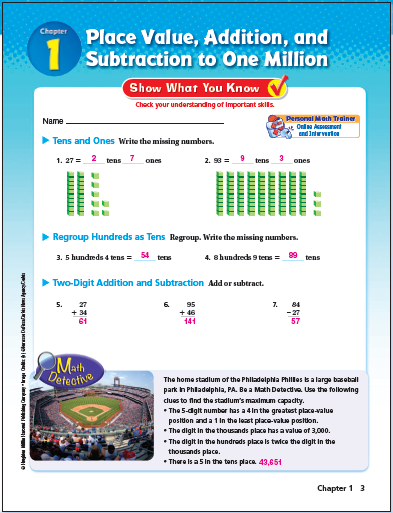 Chapter
1
Place Value, Addition, and
Subtraction to One Million
Show What You Know
Check your understanding of important skills.
Name
Personal Math Trainer
Online Assessment
and Intervention
Tens and Ones Write the missing numbers.
1. 27 = 2 tens 7 ones
2. 93 = 9 tens 3 ones
Regroup Hundreds as Tens Regroup. Write the missing numbers.
3. 5 hundreds 4 tens = 54 tens
4. 8 hundreds 9 tens = 89 tens
Two-Digit Addition and Subtraction Add or subtract.
5. 27
+ 34
61
6. 95
+ 46
141
7. 84
−27
57
Math
Detective
The home stadium of the Philadelphia Phillies is a large baseball
park in Philadelphia, PA. Be a Math Detective. Use the following
clues to find the stadium's maximum capacity.
• The 5-digit number has a 4 in the greatest place-value
position and a 1 in the least place-value position.
• The digit in the thousands place has a value of 3,000.
• The digit in the hundreds place is twice the digit in the
thousands place.
• There is a 5 in the tens place. 43,651
Chapter 1 3